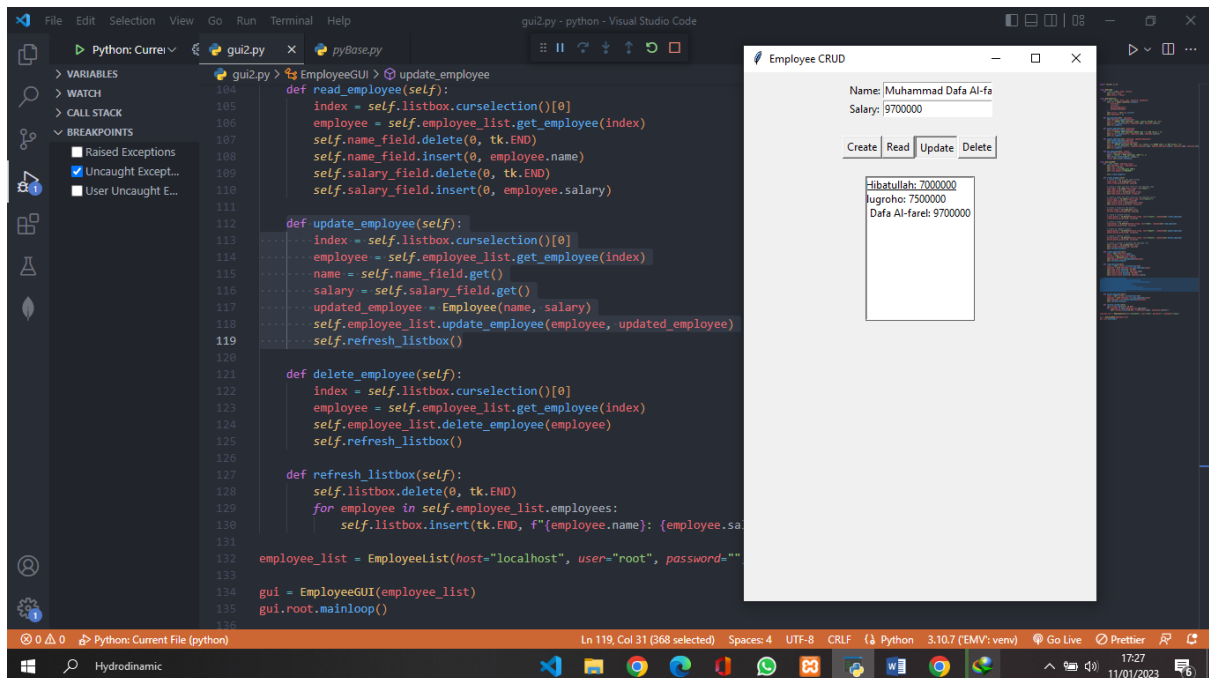 File Edit Selection View Go Run Terminal Help
gui2.py - python - Visual Studio Code
Python: Currer
gui2.py
pyBase.py
VARIABLES
WATCH
CALL STACK
BREAKPOINTS
Raised Exceptions
Uncaught Except...
User Uncaught E...
1
1
gui2.py > EmployeeGUI > update_employee
104 def read_employee(self):
105 index = self.listbox.curselection()[0]
106 employee = self.employee_list.get_employee(index)
107 self.name_field.delete(0, tk.END)
108 self.name_field.insert(0, employee.name)
109 self.salary_field.delete(0, tk.END)
110 self.salary_field.insert(0, employee.salary)
111
112 def update_employee(self):
113 index = self.listbox.curselection()[0]
114 employee = self.employee_list.get_employee(index)
115 name = self.name_field.get()
116 salary = self.salary_field.get()
117 updated_employee = Employee(name, salary)
118 self.employee_list.update_employee(employee, updated_employee)
119 self.refresh_listbox()
120
121 def delete_employee(self):
122 index = self.listbox.curselection()[0]
123 employee = self.employee_list.get_employee(index)
124 self.employee_list.delete_employee(employee)
125 self.refresh_listbox()
126
127 def refresh_listbox(self):
128 self.listbox.delete(0, tk.END)
129 for employee in self.employee_list.employees:
130 self.listbox.insert(tk.END, f"{employee.name}: {employee.sal
131
132 employee_list = EmployeeList(host="localhost", user="root", password=""
133
134 gui = EmployeeGUI(employee_list)
135 gui.root.mainloop()
136
Employee CRUD
Name: Muhammad Dafa Al-fa
Salary: 9700000
Create Read Update Delete
Hibatullah: 7000000
lugroho: 7500000
Dafa Al-farel: 9700000
0 0 Python: Current File (python)
Ln 119, Col 31 (368 selected) Spaces: 4 UTF-8 CRLF Python 3.10.7 ('EMV': venv) Go Live Prettier
Hydrodinamic
17:27
11/01/2023
6